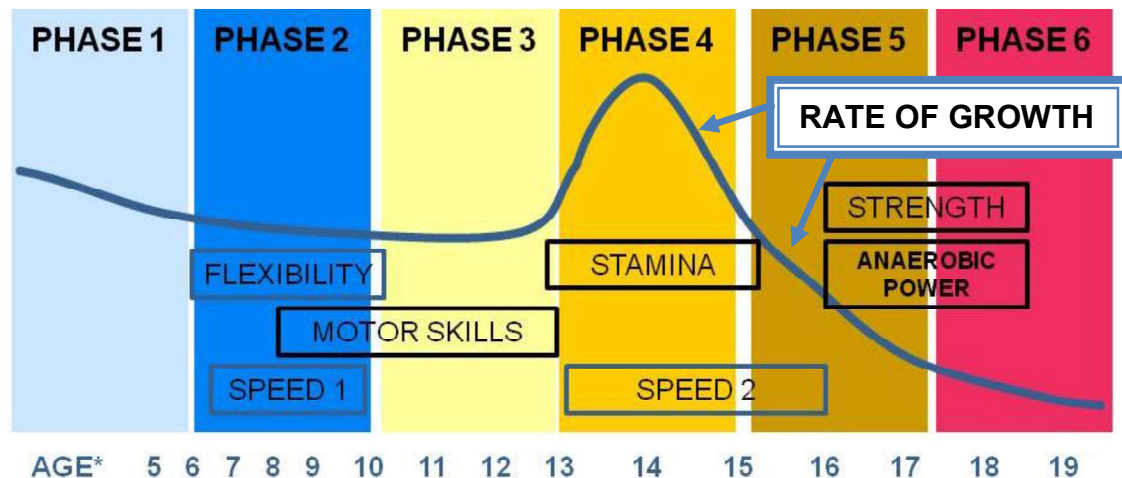 PHASE 1 PHASE 2 PHASE 3 PHASE 4 PHASE 5 PHASE 6
RATE OF GROWTH
STRENGTH
FLEXIBILITY STAMINA ANAEROBIC
POWER
MOTOR SKILLS
SPEED 1 SPEED 2
AGE* 5 6 7 8 9 10 11 12 13 14 15 16 17 18 19